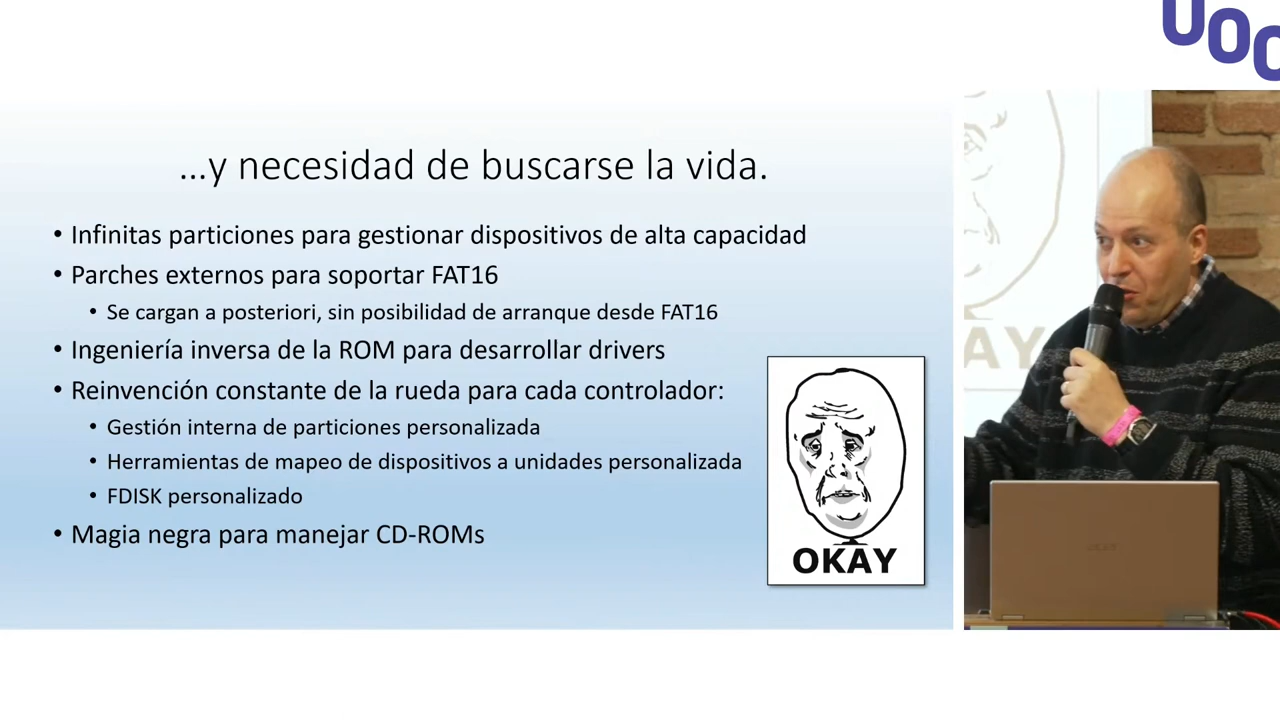 UOC
...y necesidad de buscarse la vida.
• Infinitas particiones para gestionar dispositivos de alta capacidad
• Parches externos para soportar FAT16
• Se cargan a posteriori, sin posibilidad de arranque desde FAT16
• Ingeniería inversa de la ROM para desarrollar drivers
• Reinvención constante de la rueda para cada controlador:
• Gestión interna de particiones personalizada
• Herramientas de mapeo de dispositivos a unidades personalizada
• FDISK personalizado
• Magia negra para manejar CD-ROMs
OKAY
KAY